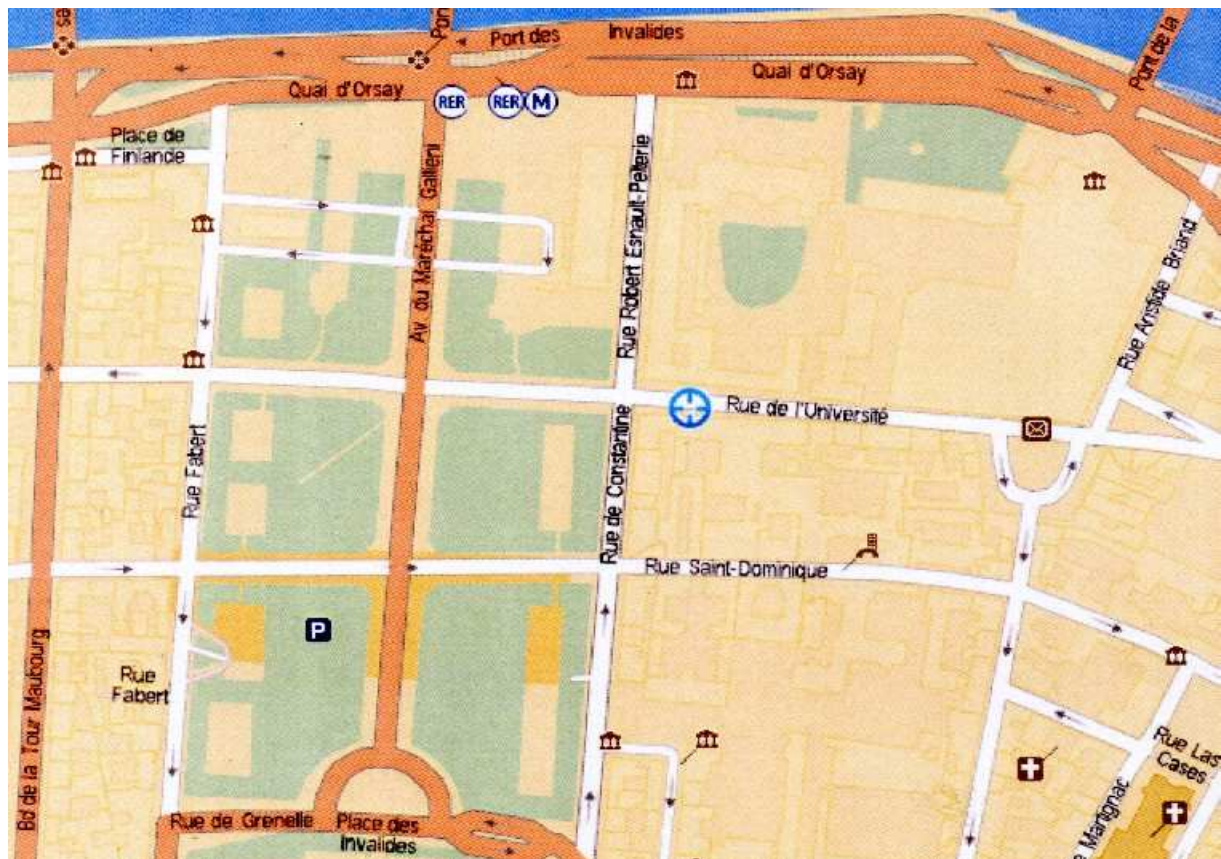 Port des
Invalides
Pont de la
Quai d'Orsay
Quai d'Orsay
RER
RER
M
Place de
Finlande
Av. du Maréchal Galliéni
Rue Robert Esnault-Pelterie
Rue Aristide Briand
Rue Fabert
Rue de Constantine
Rue de l'Université
Rue Saint-Dominique
P
Bd de la Tour Maubourg
Rue
Fabert
Rue Las
Cases
Rue de Grenelle
Place des
Invalides
Martignac